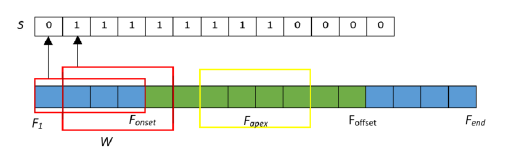 S 0 1 1 1 1 1 1 1 1 0 0 0 0
F1 Fonset Fapex Foffset Fend
W